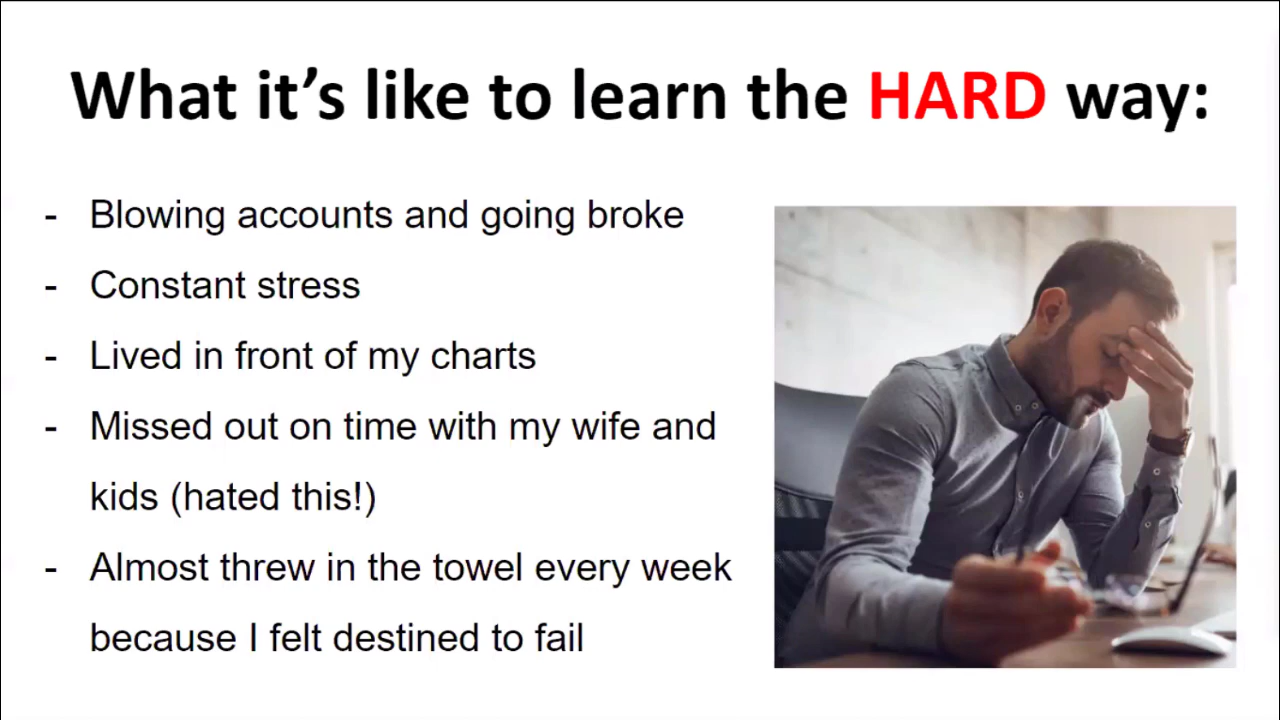 What it’s like to learn the HARD way:
- Blowing accounts and going broke
- Constant stress
- Lived in front of my charts
- Missed out on time with my wife and
kids (hated this!)
- Almost threw in the towel every week
because I felt destined to fail